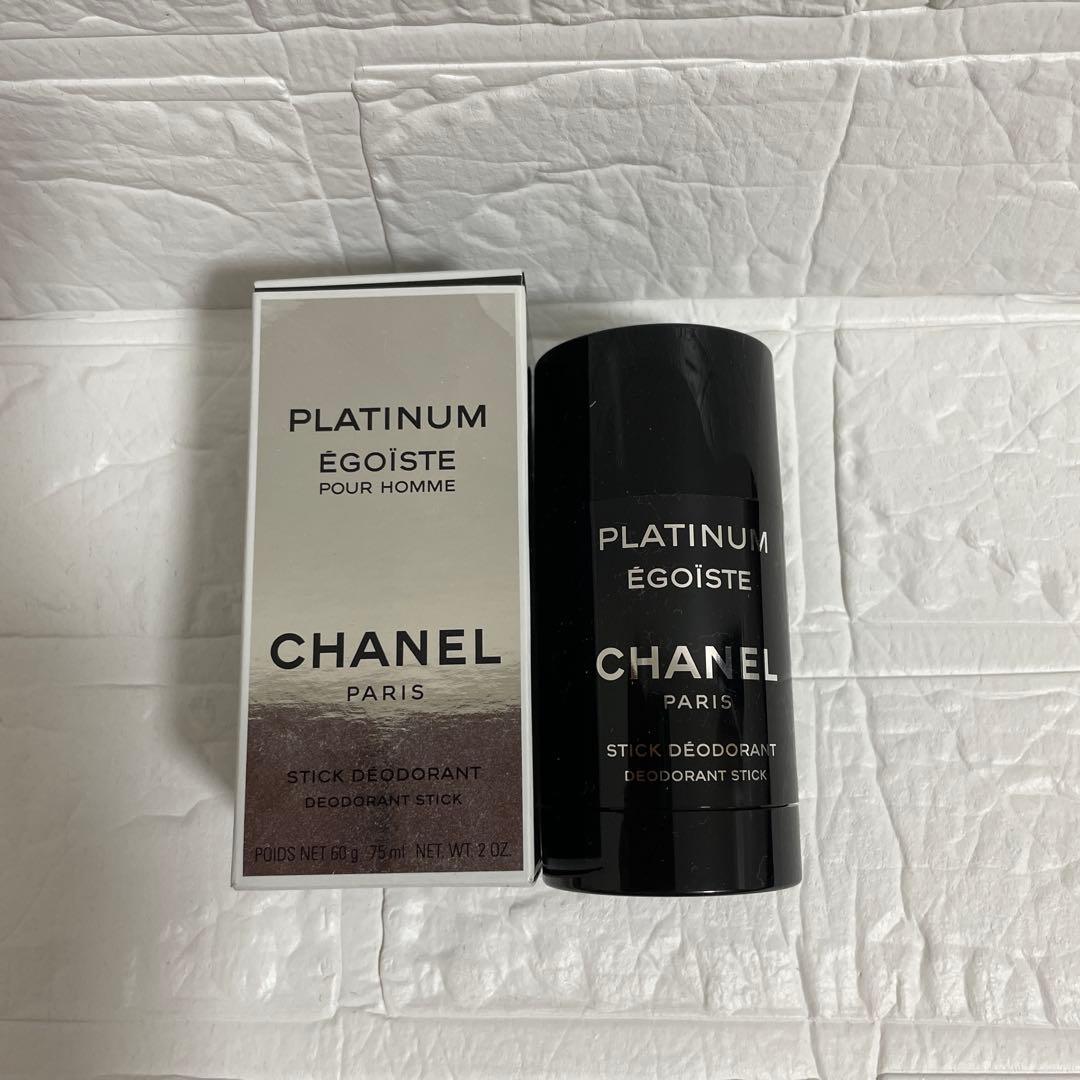 PLATINUM
ÉGOÏSTE
POUR HOMME
CHANEL
PARIS
STICK DÉODORANT
DEODORANT STICK
POIDS NET 60 g 75 ml NET. WT. 2 OZ.
PLATINUM
ÉGOÏSTE
CHANEL
PARIS
STICK DÉODORANT
DEODORANT STICK